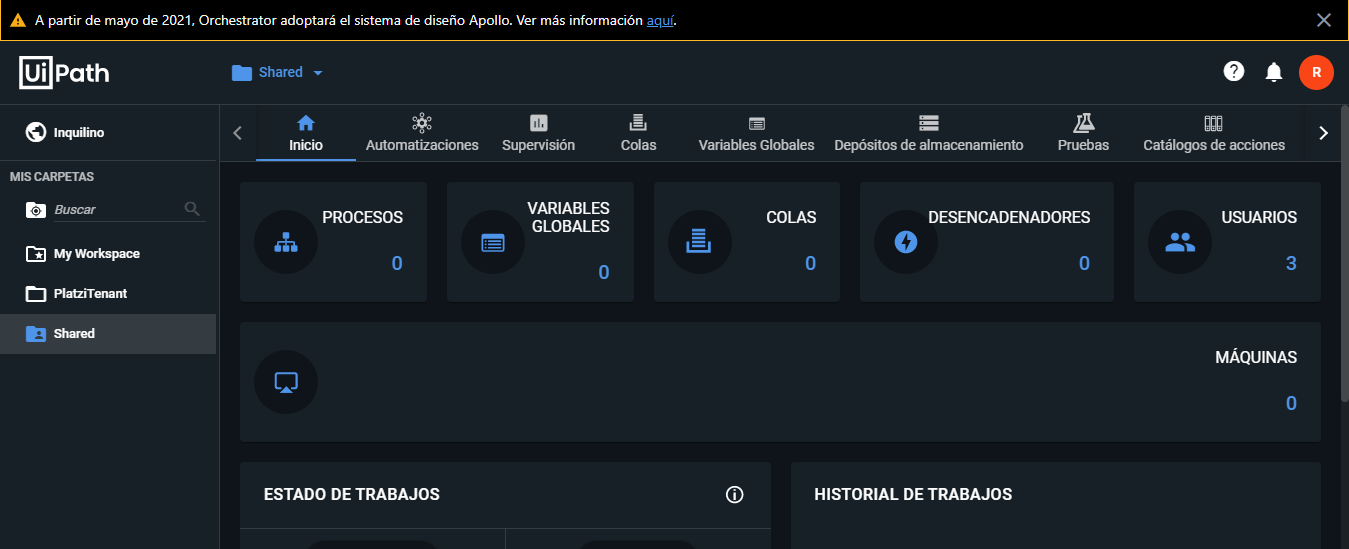 A partir de mayo de 2021, Orchestrator adoptará el sistema de diseño Apollo. Ver más información aquí.
UiPath
Shared
R
Inquilino
MIS CARPETAS
Buscar
My Workspace
PlatziTenant
Shared
Inicio
Automatizaciones
Supervisión
Colas
Variables Globales
Depósitos de almacenamiento
Pruebas
Catálogos de acciones
PROCESOS
0
VARIABLES
GLOBALES
0
COLAS
0
DESENCADENADORES
0
USUARIOS
3
MÁQUINAS
0
ESTADO DE TRABAJOS
HISTORIAL DE TRABAJOS